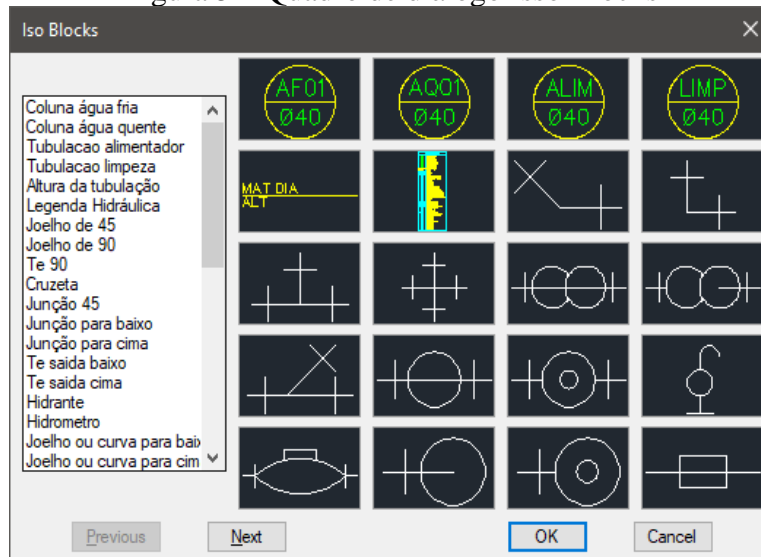 Iso Blocks
Coluna água fria
Coluna água quente
Tubulacao alimentador
Tubulacao limpeza
Altura da tubulação
Legenda Hidráulica
Joelho de 45
Joelho de 90
Te 90
Cruzeta
Junção 45
Junção para baixo
Junção para cima
Te saida baixo
Te saida cima
Hidrante
Hidrometro
Joelho ou curva para baix
Joelho ou curva para cim
AF01
Ø40
AQ01
Ø40
ALIM
Ø40
LIMP
Ø40
MAT DIA
ALT
Previous
Next
OK
Cancel